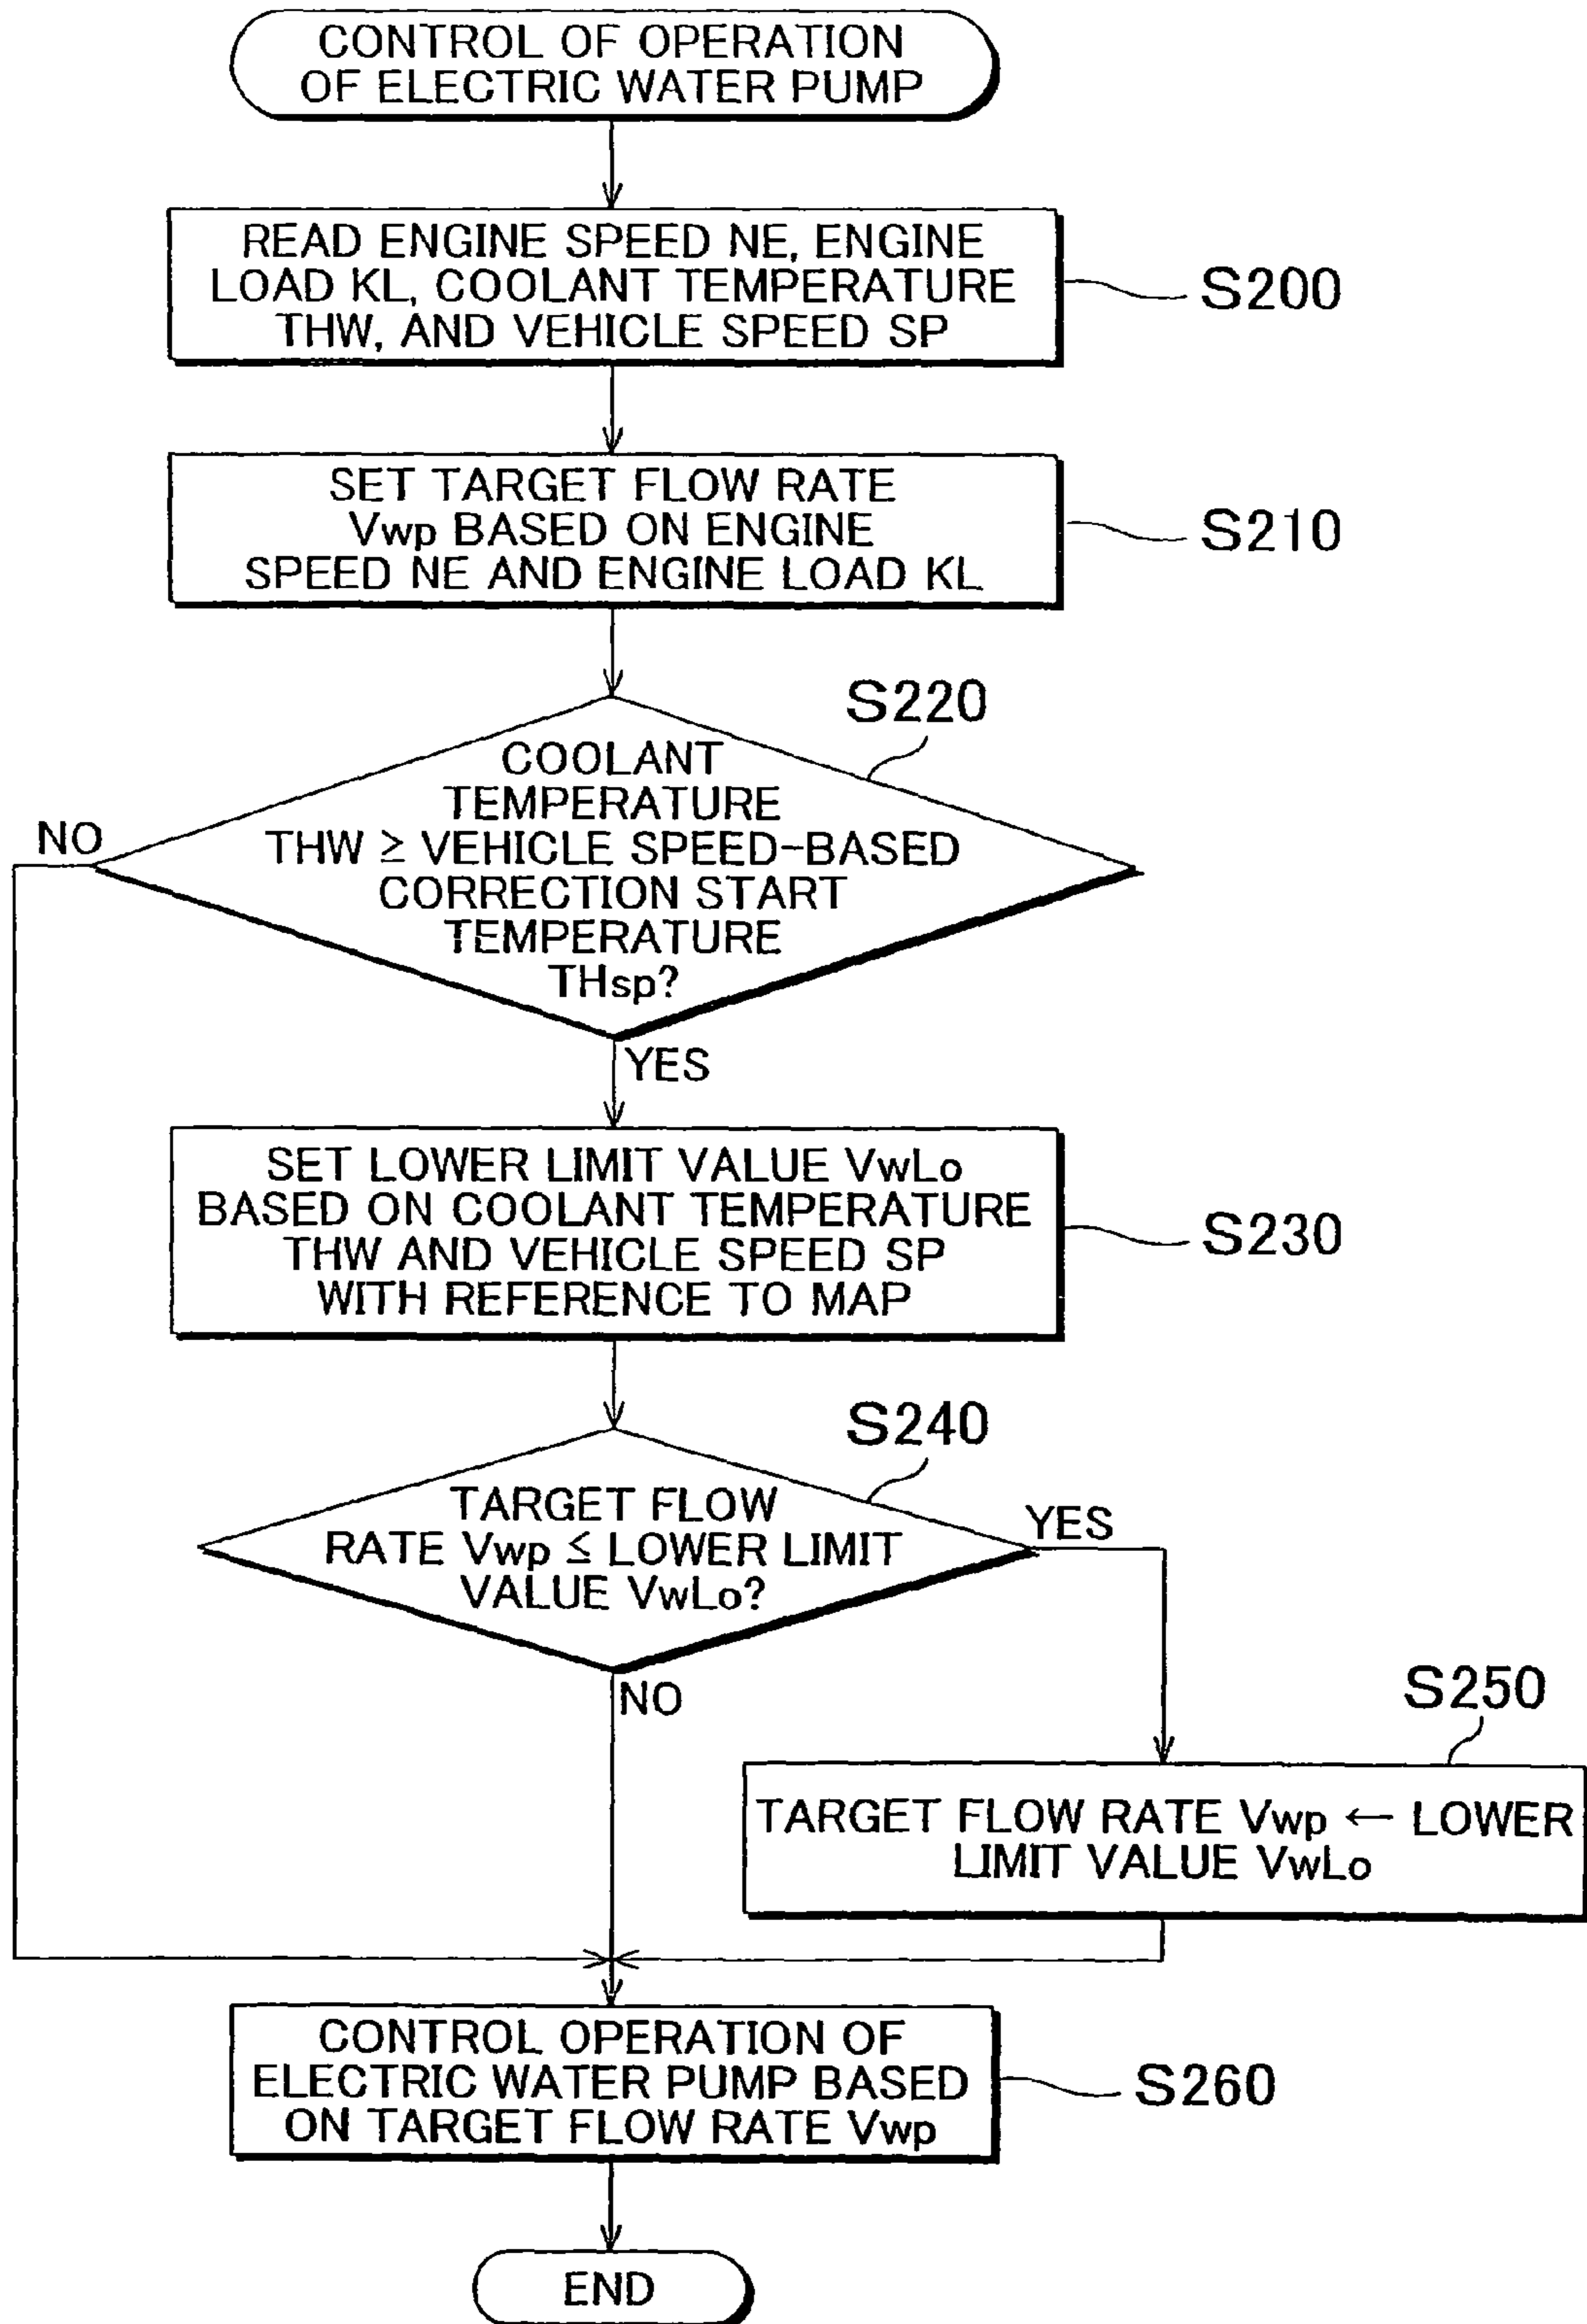 CONTROL OF OPERATION
OF ELECTRIC WATER PUMP
READ ENGINE SPEED NE, ENGINE
LOAD KL, COOLANT TEMPERATURE
THW, AND VEHICLE SPEED SP
S200
SET TARGET FLOW RATE
Vwp BASED ON ENGINE
SPEED NE AND ENGINE LOAD KL
S210
S220
COOLANT
TEMPERATURE
THW ≥ VEHICLE SPEED-BASED
CORRECTION START
TEMPERATURE
THsp?
NO
YES
SET LOWER LIMIT VALUE VwLo
BASED ON COOLANT TEMPERATURE
THW AND VEHICLE SPEED SP
WITH REFERENCE TO MAP
S230
S240
TARGET FLOW
RATE Vwp ≤ LOWER LIMIT
VALUE VwLo?
YES
NO
S250
TARGET FLOW RATE Vwp ← LOWER
LIMIT VALUE VwLo
CONTROL OPERATION OF
ELECTRIC WATER PUMP BASED
ON TARGET FLOW RATE Vwp
S260
END